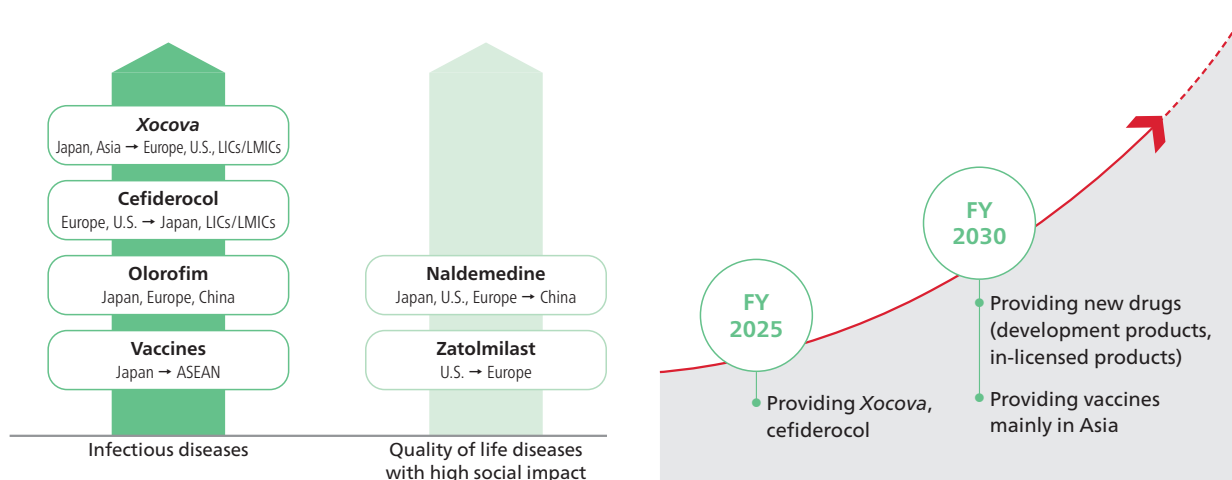 Xocova
Japan, Asia → Europe, U.S., LICs/LMICs
Cefiderocol
Europe, U.S. → Japan, LICs/LMICs
Olorofim
Japan, Europe, China
Vaccines
Japan → ASEAN
Infectious diseases
Naldemedine
Japan, U.S., Europe → China
Zatolmilast
U.S. → Europe
Quality of life diseases
with high social impact
FY
2025
Providing Xocova,
cefiderocol
FY
2030
Providing new drugs
(development products,
in-licensed products)
Providing vaccines
mainly in Asia